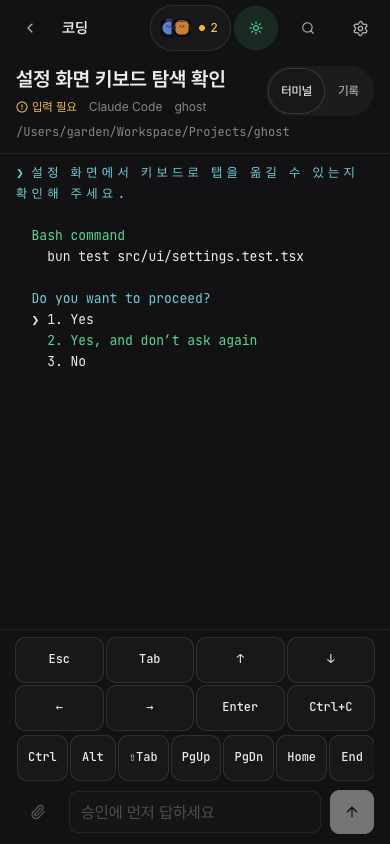 코딩
2
설정 화면 키보드 탐색 확인
터미널
기록
입력 필요 Claude Code ghost
/Users/garden/Workspace/Projects/ghost
❯ 설정 화면에서 키보드로 탭을 옮길 수 있는지
확인해 주세요.
Bash command
bun test src/ui/settings.test.tsx
Do you want to proceed?
❯ 1. Yes
2. Yes, and don’t ask again
3. No
Esc Tab ↑ ↓
← → Enter Ctrl+C
Ctrl Alt ⇧Tab PgUp PgDn Home End
승인에 먼저 답하세요